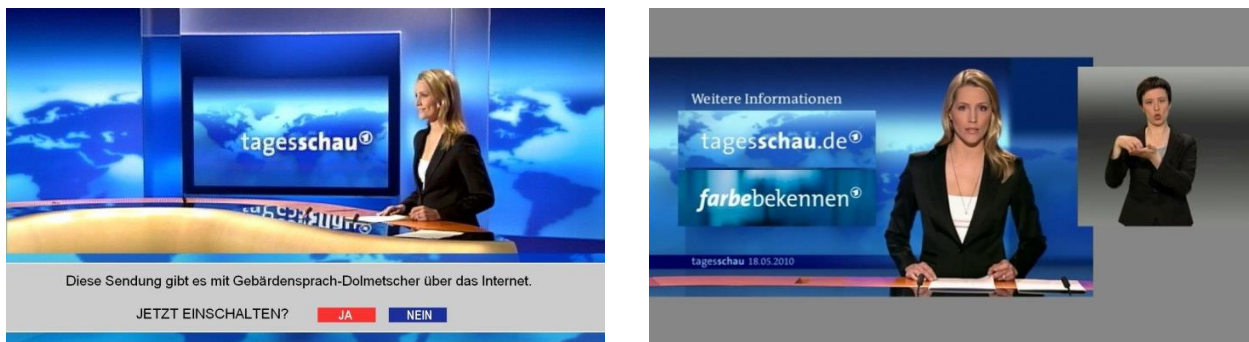 tagesschau
Diese Sendung gibt es mit Gebärdensprach-Dolmetscher über das Internet.
JETZT EINSCHALTEN? JA NEIN
Weitere Informationen
tagesschau.de
farbebekennen
tagesschau 18.05.2010